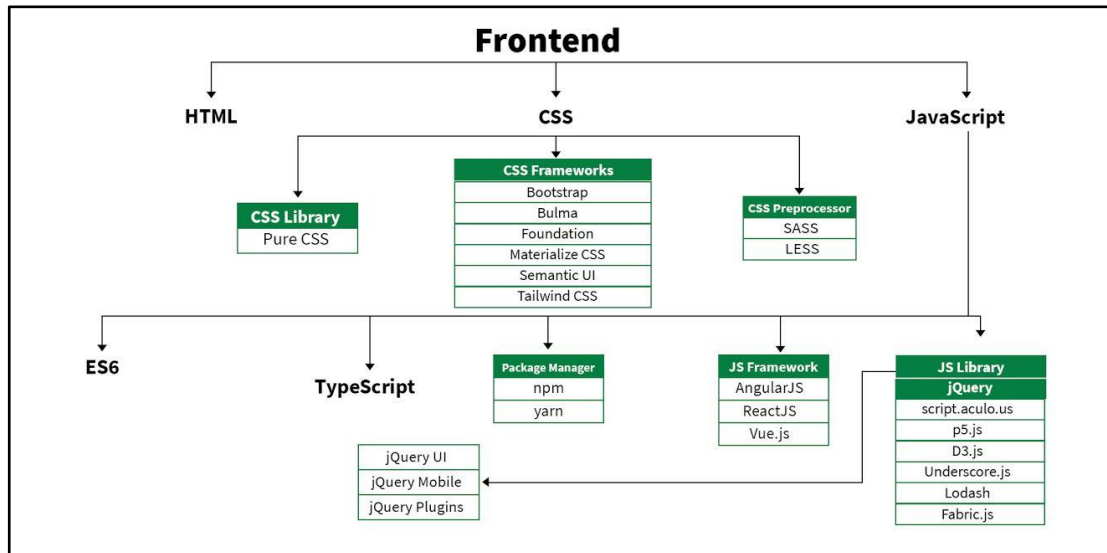 Frontend
HTML
CSS
JavaScript
CSS Library
Pure CSS
CSS Frameworks
Bootstrap
Bulma
Foundation
Materialize CSS
Semantic UI
Tailwind CSS
CSS Preprocessor
SASS
LESS
ES6
TypeScript
Package Manager
npm
yarn
JS Framework
AngularJS
ReactJS
Vue.js
JS Library
jQuery
script.aculo.us
p5.js
D3.js
Underscore.js
Lodash
Fabric.js
jQuery UI
jQuery Mobile
jQuery Plugins